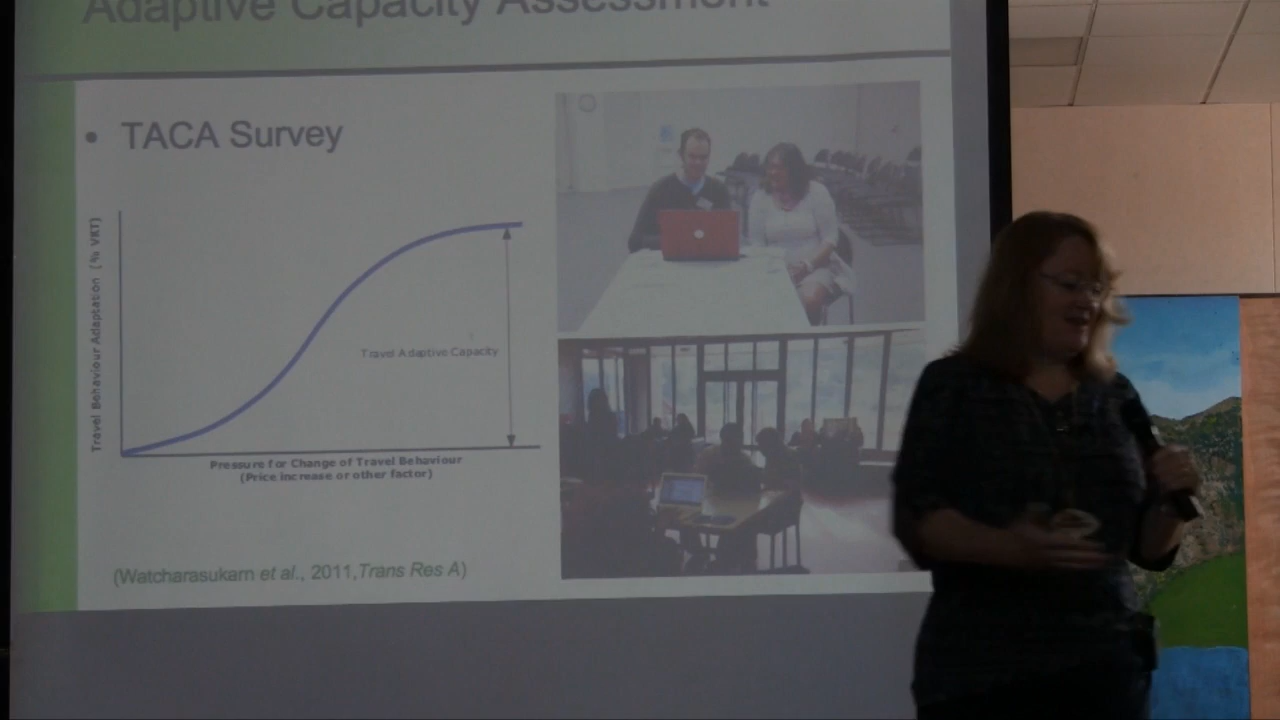 Adaptive Capacity Assessment
• TACA Survey
Travel Behaviour Adaptation (% VKT)
Travel Adaptive Capacity
Pressure for Change of Travel Behaviour
(Price increase or other factor)
(Watcharasukarn et al., 2011,Trans Res A)